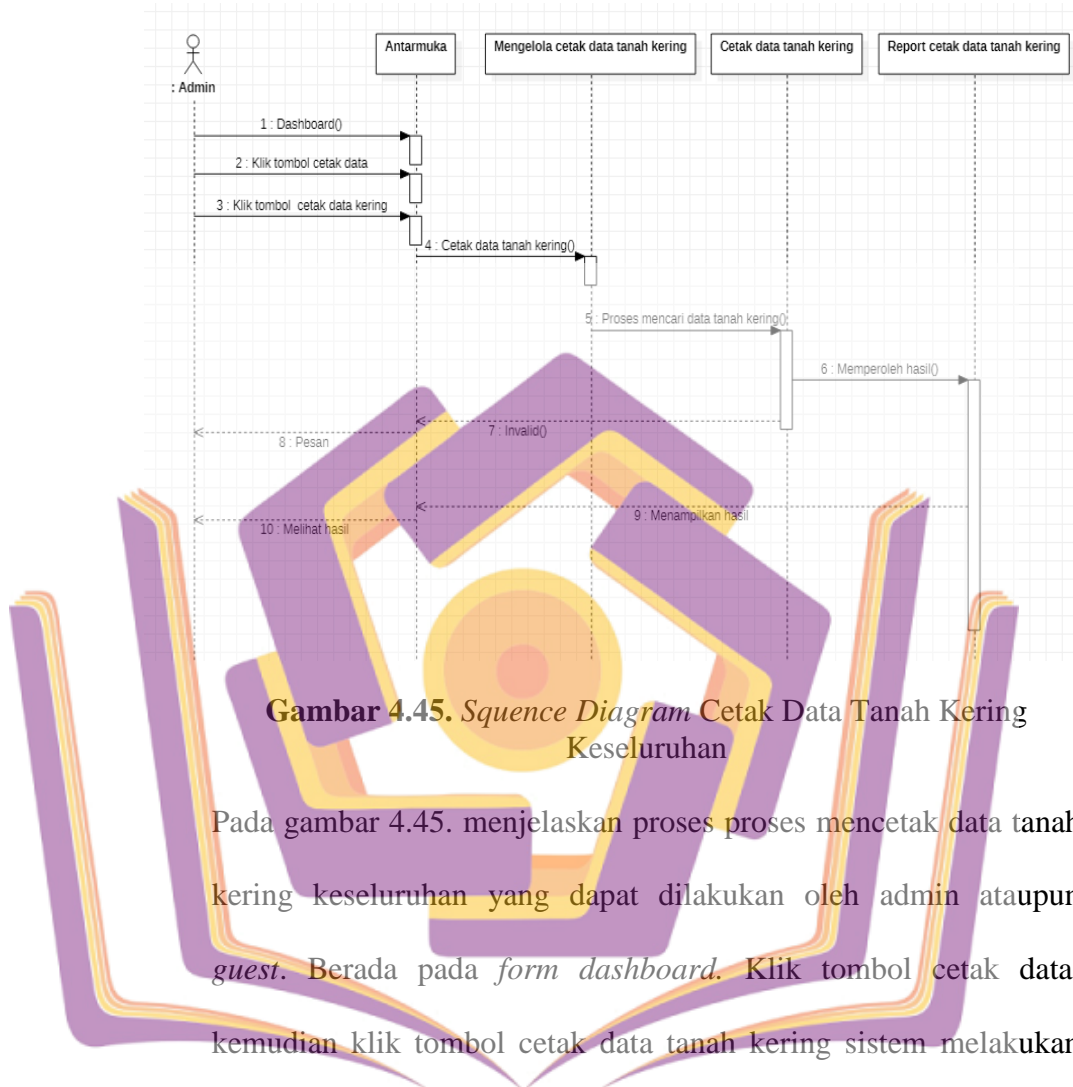 Antarmuka
Mengelola cetak data tanah kering
Cetak data tanah kering
Report cetak data tanah kering
: Admin
1 : Dashboard()
2 : Klik tombol cetak data
3 : Klik tombol cetak data kering
4 : Cetak data tanah kering()
5 : Proses mencari data tanah kering()
6 : Memperoleh hasil()
7 : Invalid()
8 : Pesan
9 : Menampilkan hasil
10 : Melihat hasil
Gambar 4.45. Squence Diagram Cetak Data Tanah Kering
Keseluruhan
Pada gambar 4.45. menjelaskan proses proses mencetak data tanah
kering keseluruhan yang dapat dilakukan oleh admin ataupun
guest. Berada pada form dashboard. Klik tombol cetak data
kemudian klik tombol cetak data tanah kering sistem melakukan